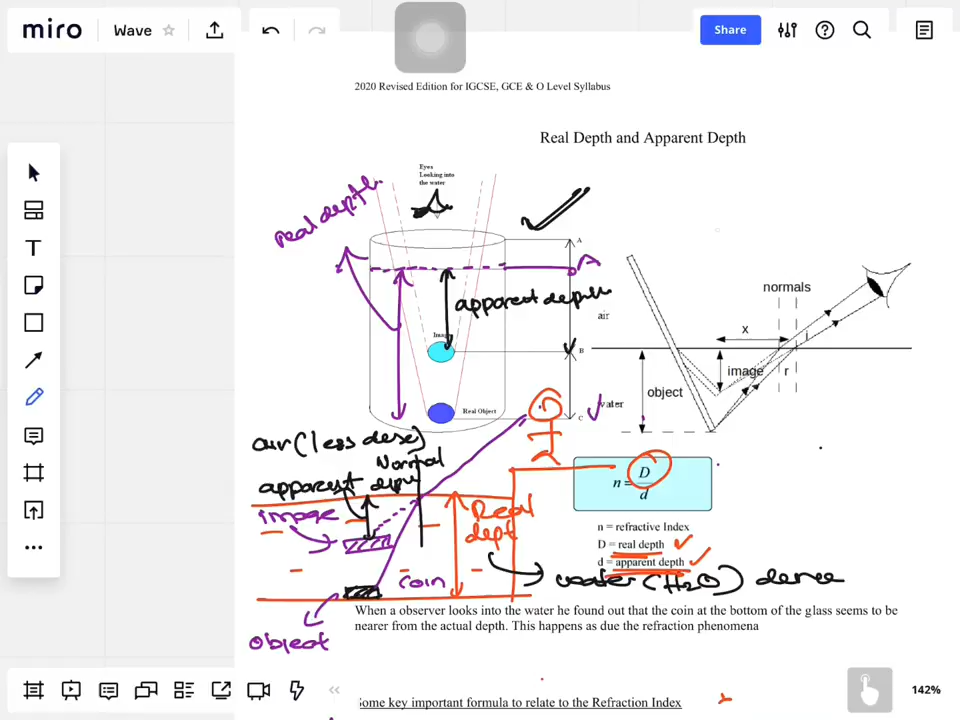 miro
Wave
Share
2020 Revised Edition for IGCSE, GCE & O Level Syllabus
Real Depth and Apparent Depth
Eyes
Looking into
the water
real depth
A
A
apparent depth
air
B
Real Object
C
water
normals
x
i
image
r
object
air (less dese)
Normal
apparent dept
image
Real
dept
coin
object
water (H2O) dense
n = D
d
n = refractive Index
D = real depth
d = apparent depth
When a observer looks into the water he found out that the coin at the bottom of the glass seems to be
nearer from the actual depth. This happens as due the refraction phenomena
Some key important formula to relate to the Refraction Index
142%